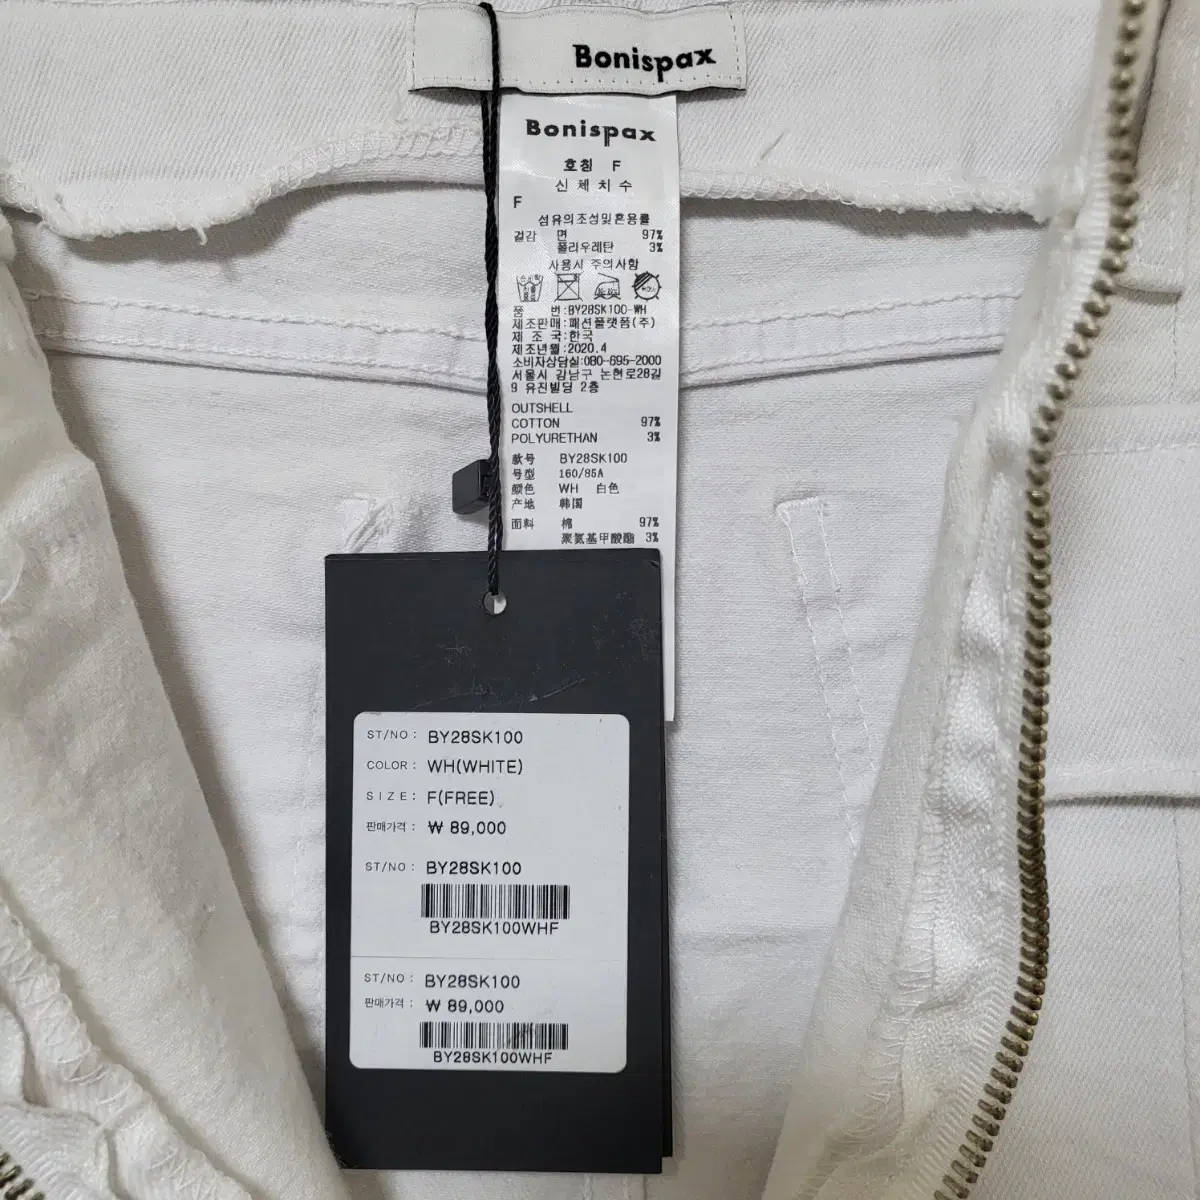 Bonispax
Bonispax
호칭 F
신체치수
F
섬유의조성및혼용률
겉감 면 97%
폴리우레탄 3%
사용시 주의사항
품 번:BY28SK100-WH
제조판매:패션플랫폼(주)
제 조 국:한국
제조년월:2020.4
소비자상담실:080-695-2000
서울시 강남구 논현로28길
9 유진빌딩 2층
OUTSHELL
COTTON 97%
POLYURETHAN 3%
款号 BY28SK100
号型 160/85A
颜色 WH 白色
产地 韩国
面料 棉 97%
聚氨基甲酸酯 3%
ST/NO : BY28SK100
COLOR : WH(WHITE)
SIZE : F(FREE)
판매가격 : ₩ 89,000
ST/NO : BY28SK100
BY28SK100WHF
ST/NO : BY28SK100
판매가격 : ₩ 89,000
BY28SK100WHF